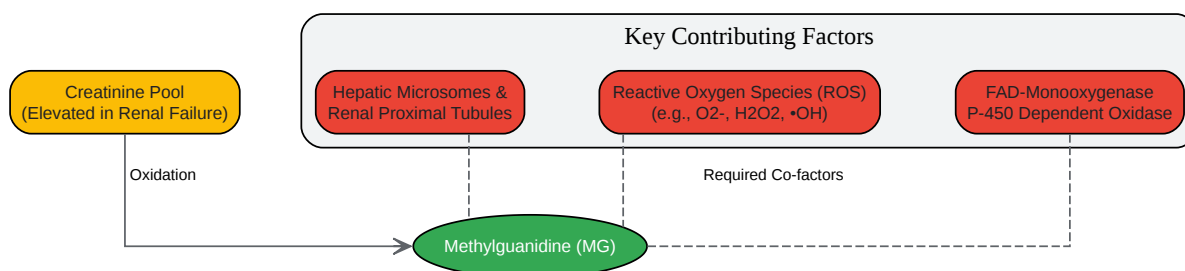 Key Contributing Factors
Creatinine Pool
(Elevated in Renal Failure)
Hepatic Microsomes &
Renal Proximal Tubules
Reactive Oxygen Species (ROS)
(e.g., O2-, H2O2, •OH)
FAD-Monooxygenase
P-450 Dependent Oxidase
Oxidation
Required Co-factors
Methylguanidine (MG)